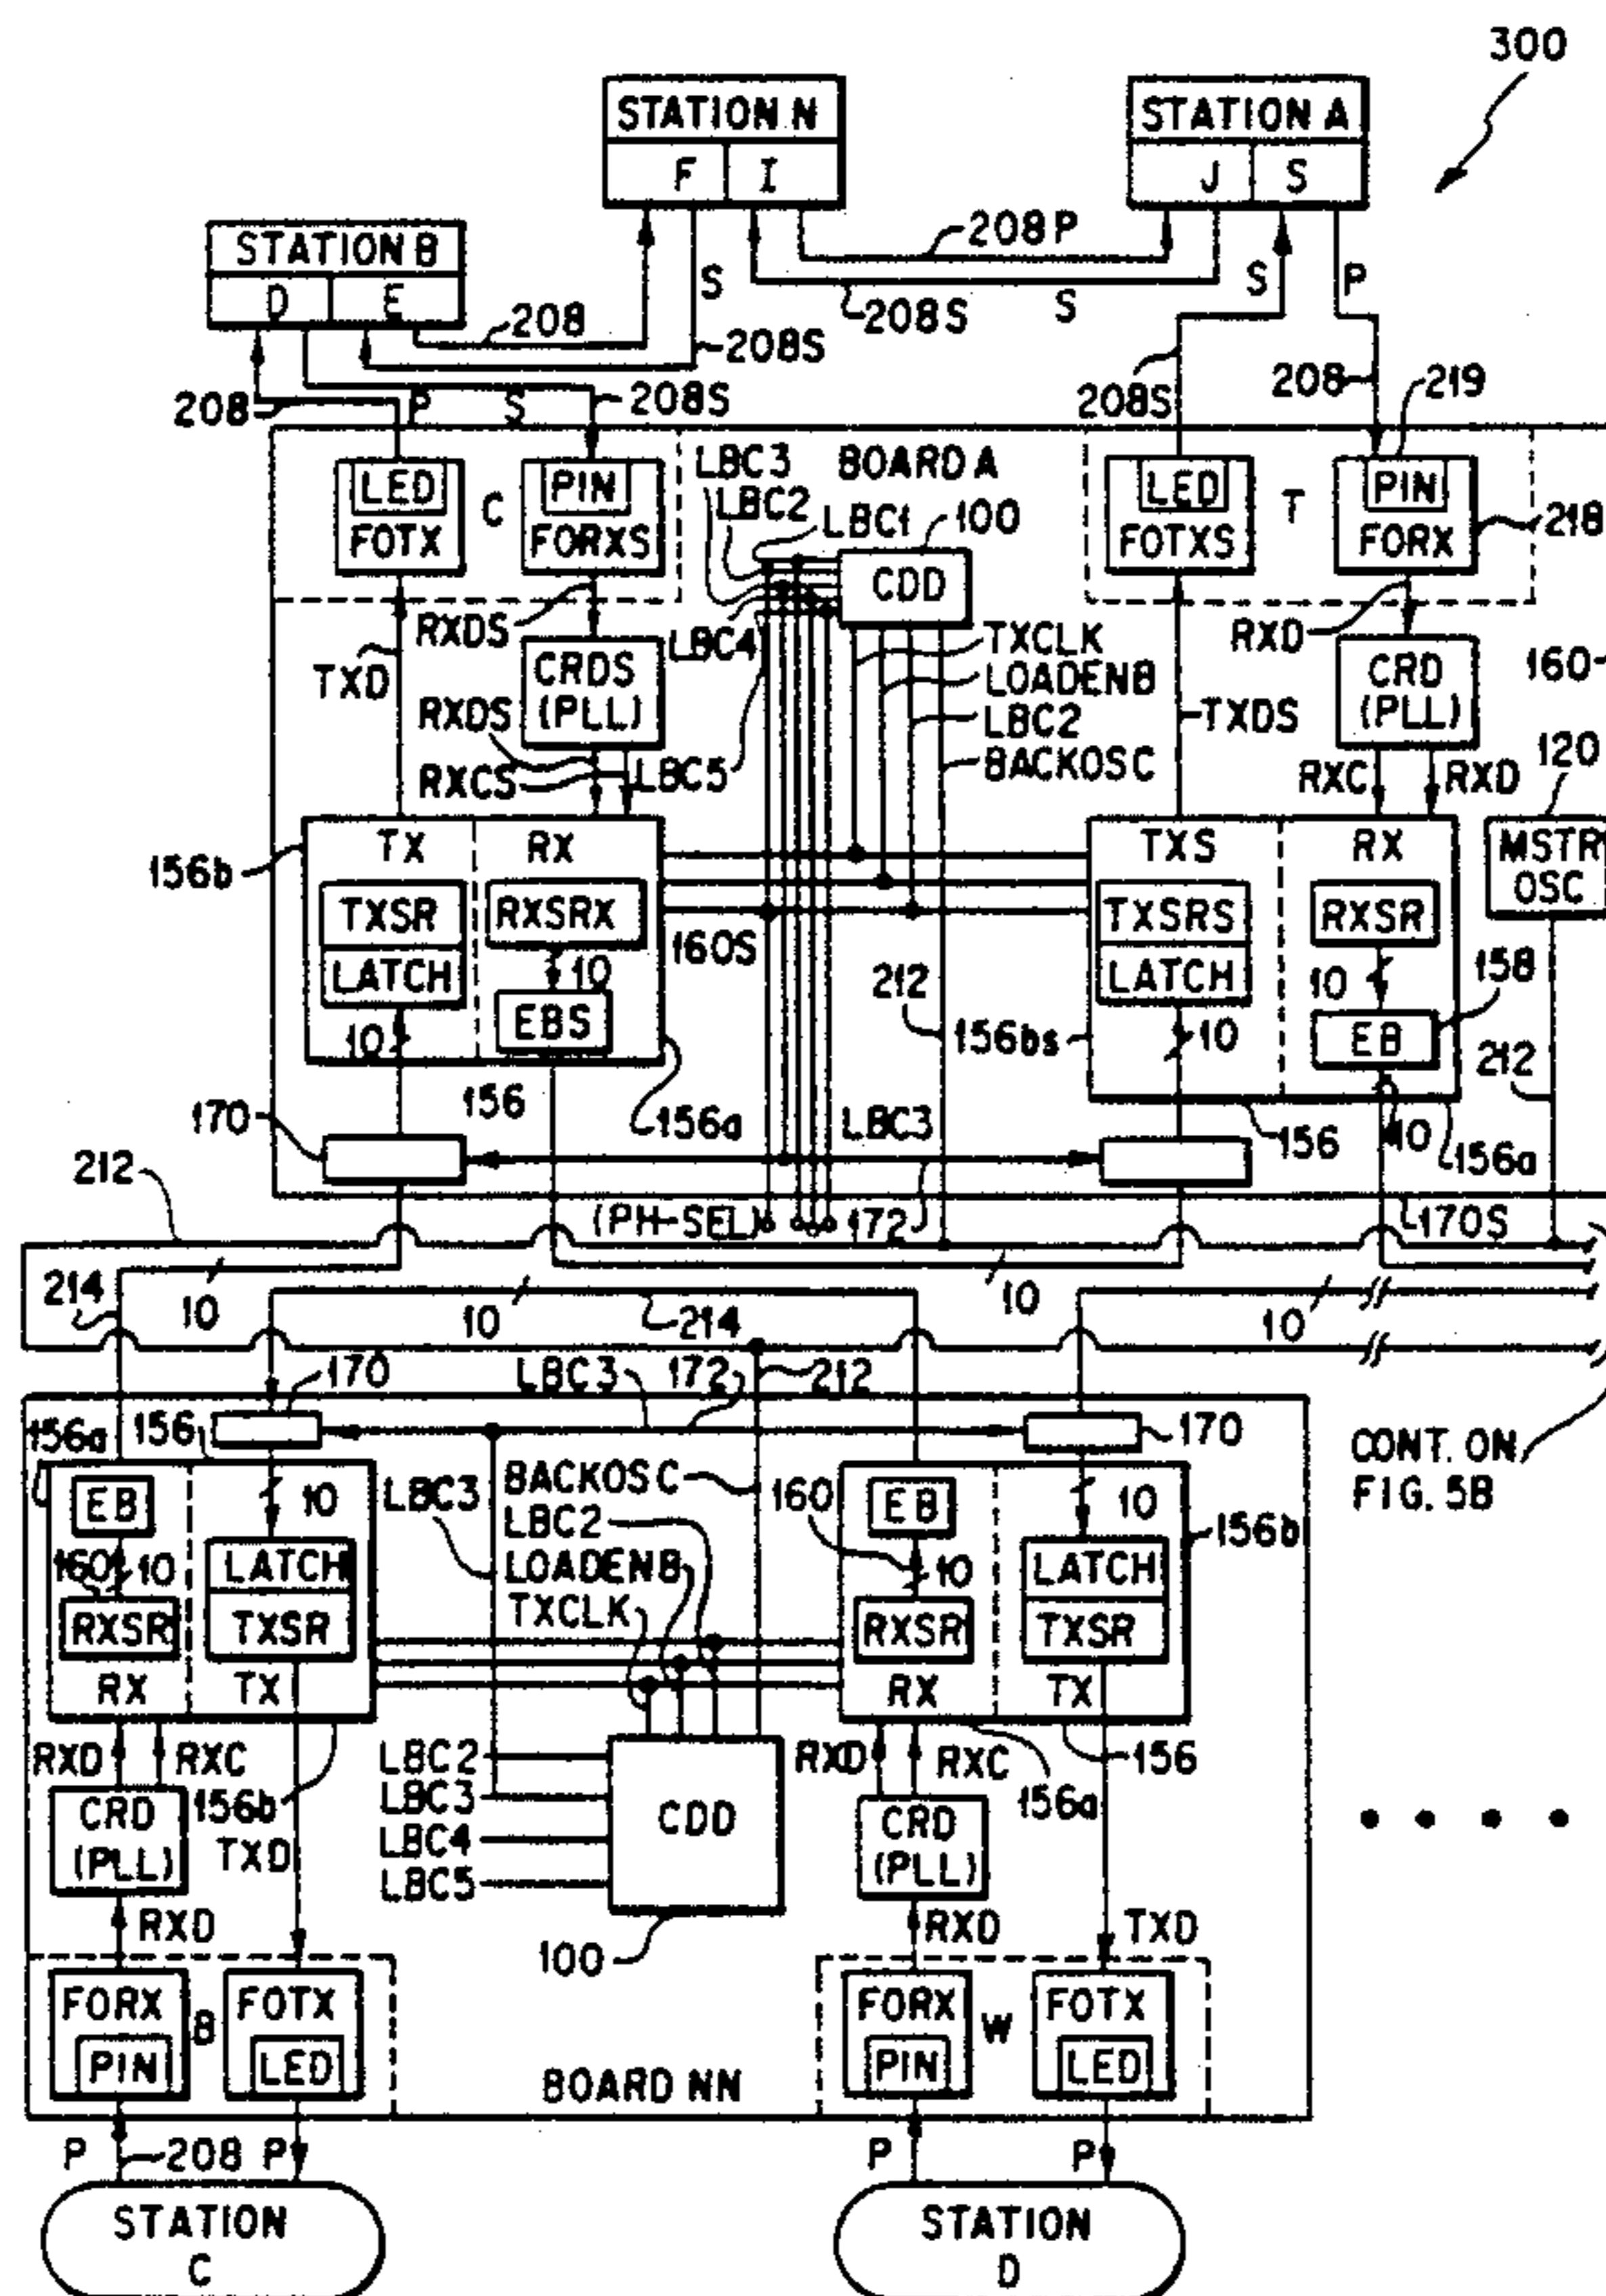 300
STATION N
F I
STATION A
J S
STATION B
D E
208P
208S
S
S
208
208S
S
P
208
P
S
208S
208S
208
219
LED
FOTX
C
PIN
FORXS
LBC3
LBC2
LBC1
BOARD A
100
CDD
LED
FOTXS
T
PIN
FORX
218
TXD
RXDS
LBC4
CRDS
(PLL)
RXDS
RXCS
LBC5
TXCLK
LOADENB
LBC2
BACKOSC
TXDS
RXD
CRD
(PLL)
160
RXC
RXD
120
MSTR
OSC
156b
TX
RX
TXSR
LATCH
10
RXSRX
10
EBS
160S
212
156bs
TXS
RX
TXSRS
LATCH
10
RXSR
10
EB
158
212
170
156
156a
LBC3
156
10
156a
212
(PH-SEL)
172
170S
214
10
10
214
10
10
LBC3
172
212
170
170
156a
156
CONT. ON
FIG. 5B
EB
160
10
RXSR
RX
10
LATCH
TXSR
TX
LBC3
BACKOSC
LBC2
LOADENB
TXCLK
160
EB
10
RXSR
RX
10
LATCH
TXSR
TX
156b
RXD
RXC
CRD
(PLL)
156b
TXD
LBC2
LBC3
LBC4
LBC5
CDD
100
RXD
RXC
CRD
(PLL)
156a
156
RXD
RXD
TXD
FORX
PIN
B
FOTX
LED
BOARD NN
FORX
PIN
W
FOTX
LED
P
208
P
P
P
STATION
C
STATION
D